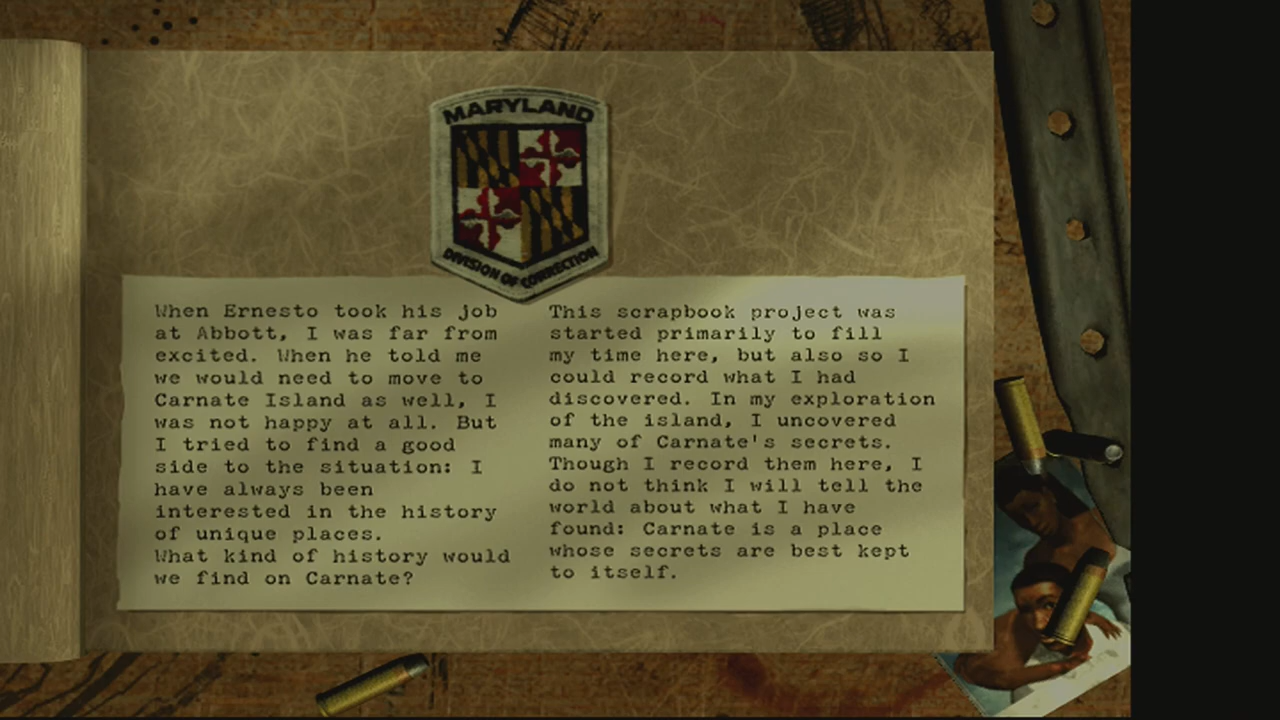 MARYLAND
DIVISION OF CORRECTION
When Ernesto took his job
at Abbott, I was far from
excited. When he told me
we would need to move to
Carnate Island as well, I
was not happy at all. But
I tried to find a good
side to the situation: I
have always been
interested in the history
of unique places.
What kind of history would
we find on Carnate?
This scrapbook project was
started primarily to fill
my time here, but also so I
could record what I had
discovered. In my exploration
of the island, I uncovered
many of Carnate's secrets.
Though I record them here, I
do not think I will tell the
world about what I have
found: Carnate is a place
whose secrets are best kept
to itself.